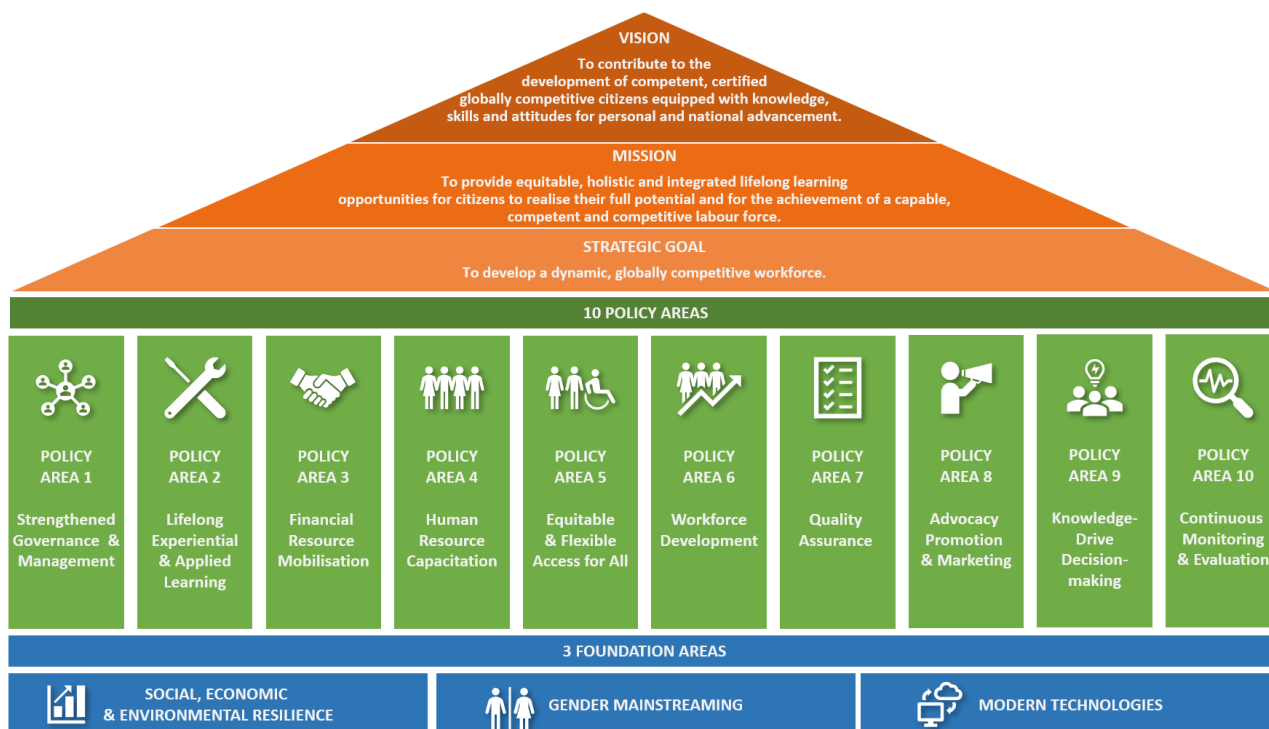 VISION
To contribute to the
development of competent, certified
globally competitive citizens equipped with knowledge,
skills and attitudes for personal and national advancement.
MISSION
To provide equitable, holistic and integrated lifelong learning
opportunities for citizens to realise their full potential and for the achievement of a capable,
competent and competitive labour force.
STRATEGIC GOAL
To develop a dynamic, globally competitive workforce.
10 POLICY AREAS
POLICY
AREA 1
Strengthened
Governance &
Management
POLICY
AREA 2
Lifelong
Experiential
& Applied
Learning
POLICY
AREA 3
Financial
Resource
Mobilisation
POLICY
AREA 4
Human
Resource
Capacitation
POLICY
AREA 5
Equitable
& Flexible
Access for All
POLICY
AREA 6
Workforce
Development
POLICY
AREA 7
Quality
Assurance
POLICY
AREA 8
Advocacy
Promotion
& Marketing
POLICY
AREA 9
Knowledge-
Drive
Decision-
making
POLICY
AREA 10
Continuous
Monitoring
& Evaluation
3 FOUNDATION AREAS
SOCIAL, ECONOMIC
& ENVIRONMENTAL RESILIENCE
GENDER MAINSTREAMING
MODERN TECHNOLOGIES